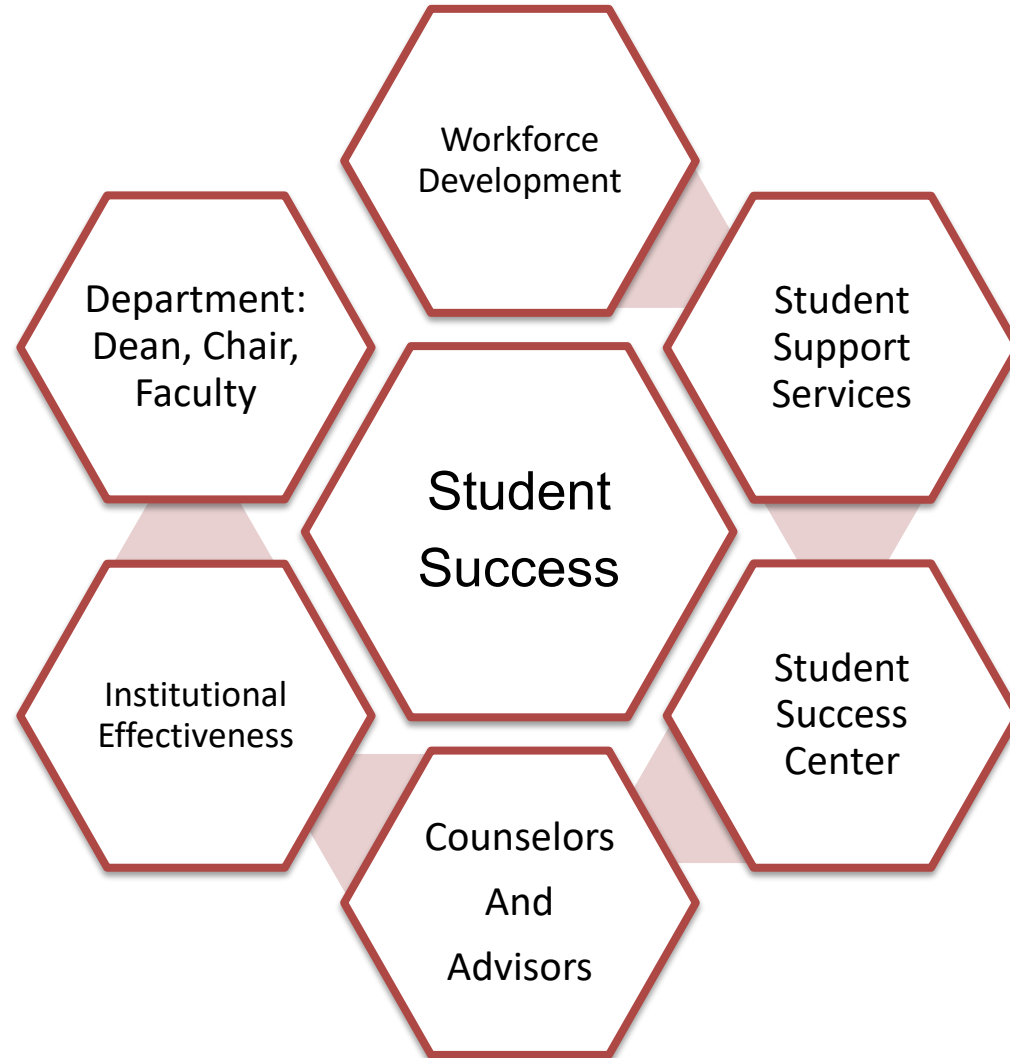 Workforce
Development
Department:
Dean, Chair,
Faculty
Student
Support
Services
Student
Success
Institutional
Effectiveness
Student
Success
Center
Counselors
And
Advisors